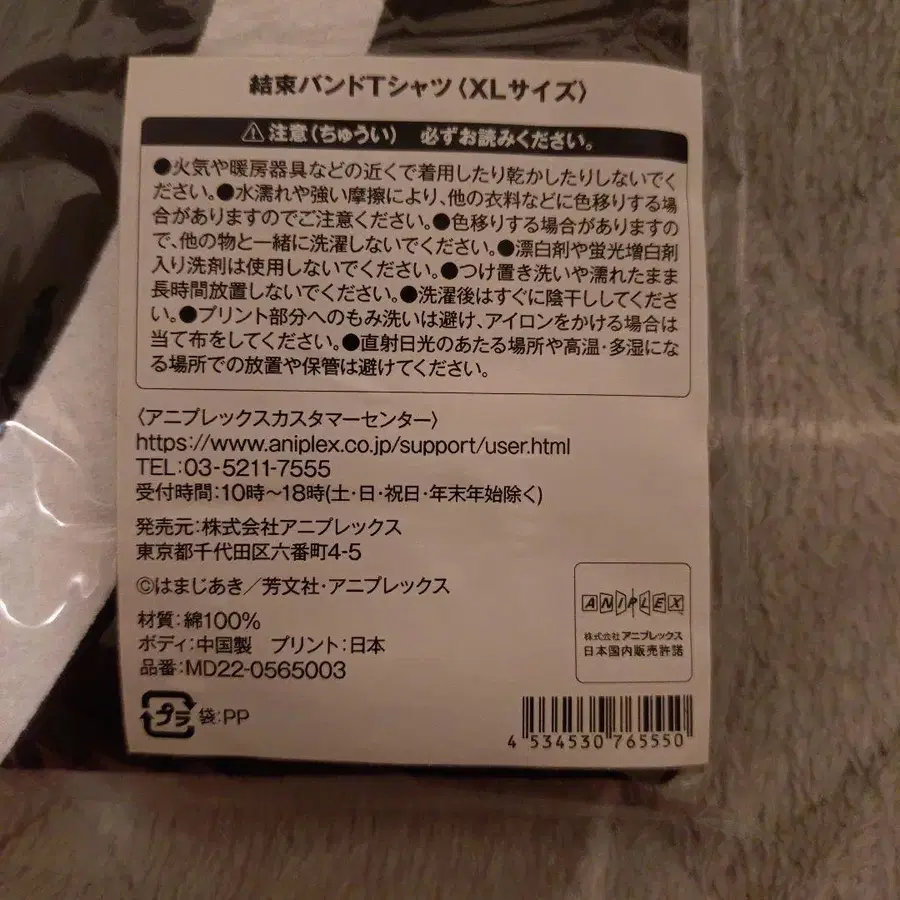 結束バンドTシャツ〈XLサイズ〉
⚠注意(ちゅうい) 必ずお読みください。
●火気や暖房器具などの近くで着用したり乾かしたりしないでく
ださい。●水濡れや強い摩擦により、他の衣料などに色移りする場
合がありますのでご注意ください。●色移りする場合がありますの
で、他の物と一緒に洗濯しないでください。●漂白剤や蛍光増白剤
入り洗剤は使用しないでください。●つけ置き洗いや濡れたまま
長時間放置しないでください。●洗濯後はすぐに陰干ししてくださ
い。●プリント部分へのもみ洗いは避け、アイロンをかける場合は
当て布をしてください。●直射日光のあたる場所や高温・多湿にな
る場所での放置や保管は避けてください。
〈アニプレックスカスタマーセンター〉
https://www.aniplex.co.jp/support/user.html
TEL:03-5211-7555
受付時間:10時〜18時(土・日・祝日・年末年始除く)
発売元:株式会社アニプレックス
東京都千代田区六番町4-5
©はまじあき/芳文社・アニプレックス
材質:綿100%
ボディ:中国製 プリント:日本
品番:MD22-0565003
プラ 袋:PP
ANIPLEX
株式会社アニプレックス
日本国内販売許諾
4 534530 765550